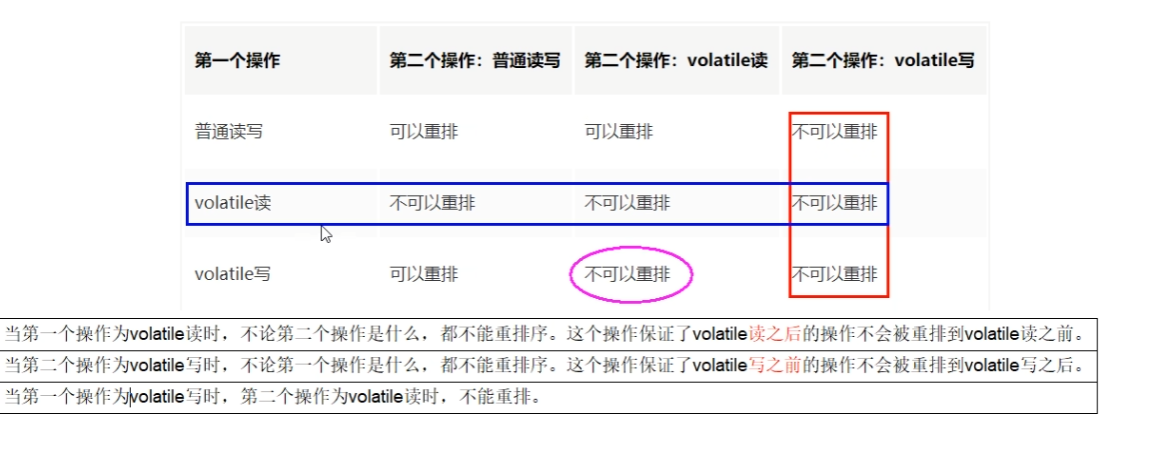 第一个操作 第二个操作：普通读写 第二个操作：volatile读 第二个操作：volatile写
普通读写 可以重排 可以重排 不可以重排
volatile读 不可以重排 不可以重排 不可以重排
volatile写 可以重排 不可以重排 不可以重排
当第一个操作为volatile读时，不论第二个操作是什么，都不能重排序。这个操作保证了volatile读之后的操作不会被重排到volatile读之前。
当第二个操作为volatile写时，不论第一个操作是什么，都不能重排序。这个操作保证了volatile写之前的操作不会被重排到volatile写之后。
当第一个操作为volatile写时，第二个操作为volatile读时，不能重排。